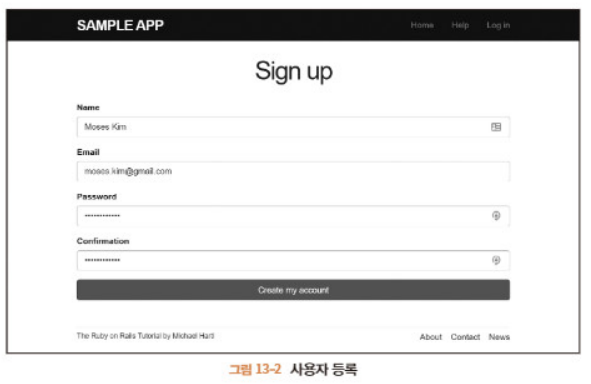 SAMPLE APP
Home Help Log in
Sign up
Name
Moses Kim
Email
moses.kim@gmail.com
Password
••••••••••••
Confirmation
••••••••••••
Create my account
The Ruby on Rails Tutorial by Michael Hartl
About Contact News
그림 13-2 사용자 등록